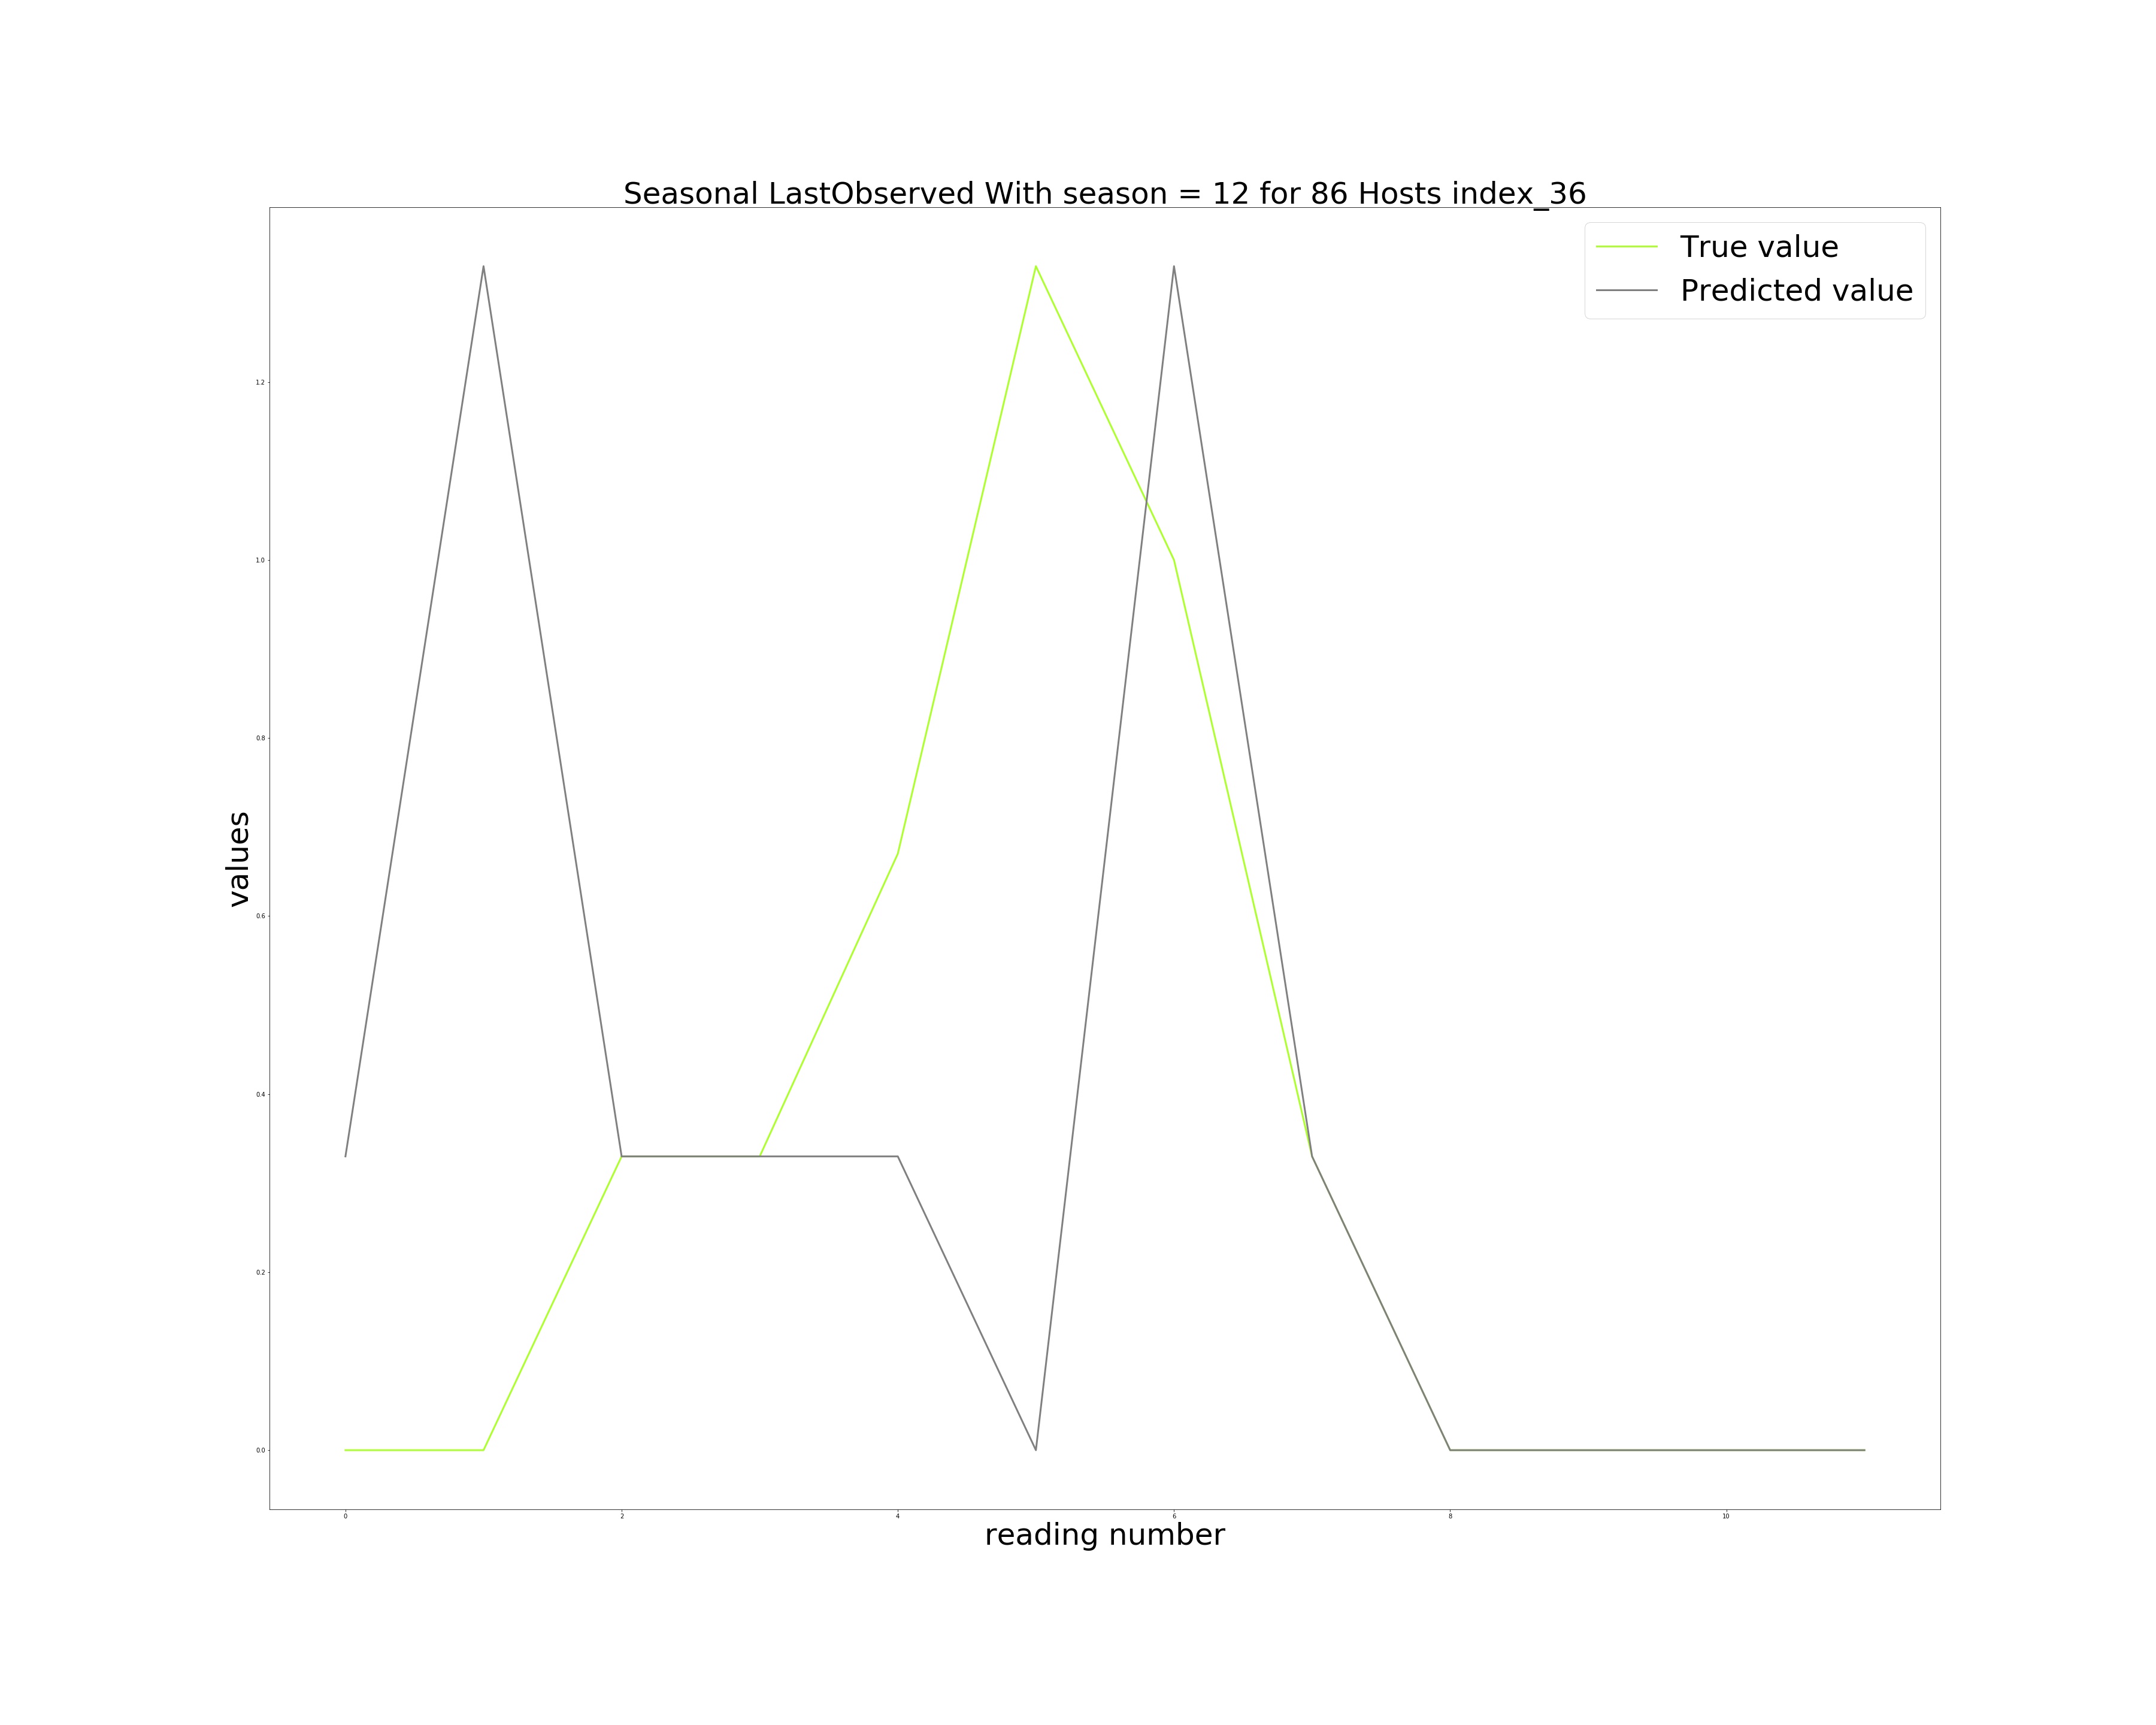 Seasonal LastObserved With season = 12 for 86 Hosts index_36
True value
Predicted value
1.2
1.0
0.8
0.6
0.4
0.2
0.0
values
0 2 4 6 8 10
reading number